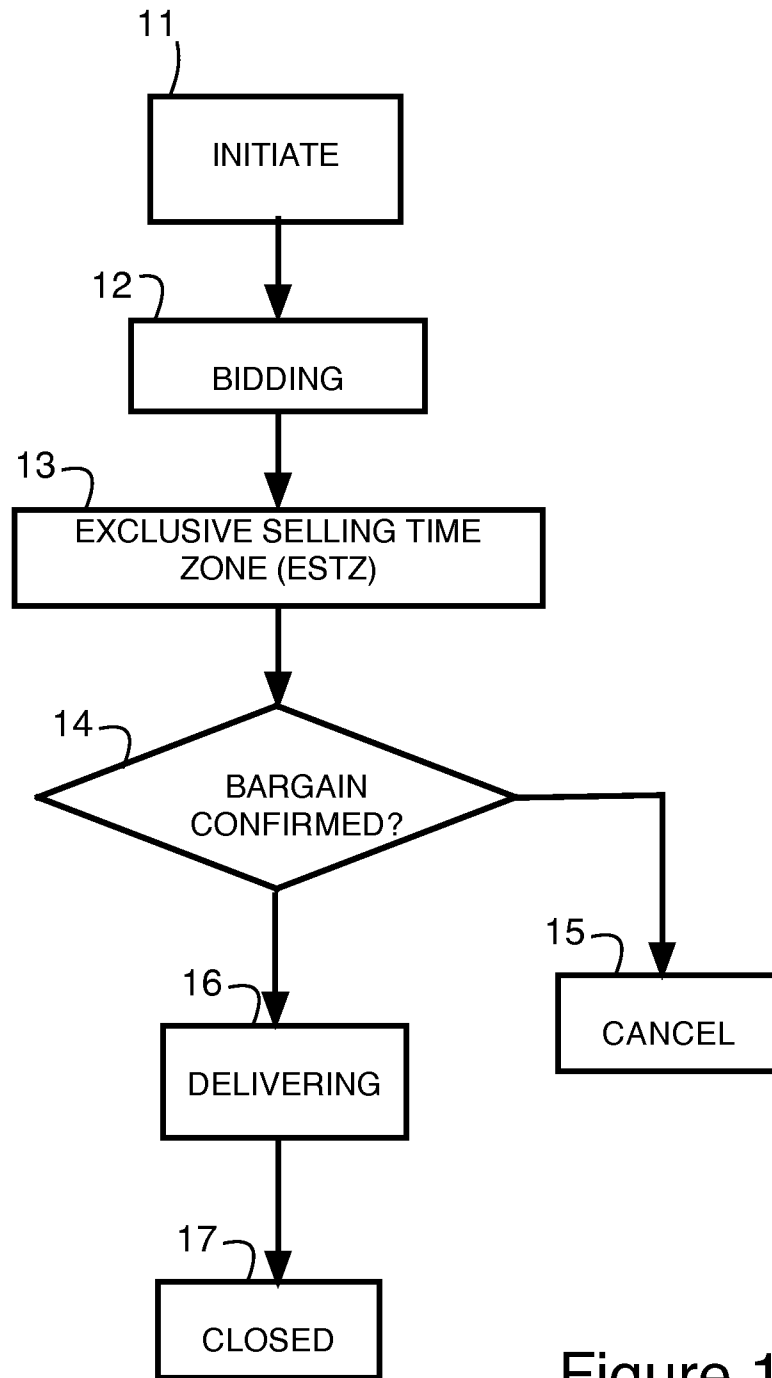 11
INITIATE
12
BIDDING
13
EXCLUSIVE SELLING TIME
ZONE (ESTZ)
14
BARGAIN
CONFIRMED?
15
CANCEL
16
DELIVERING
17
CLOSED
Figure 1